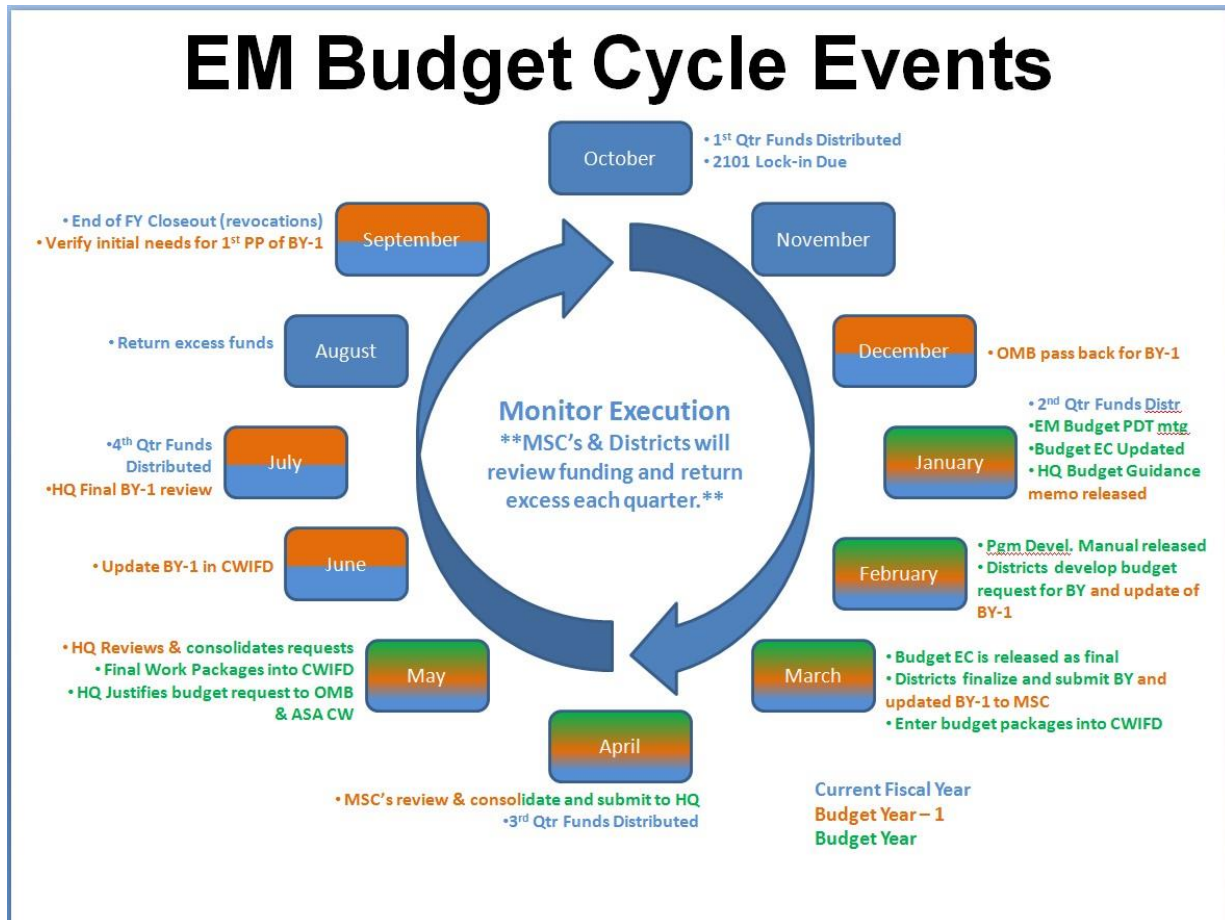 EM Budget Cycle Events
October
• 1st Qtr Funds Distributed
• 2101 Lock-in Due
November
December
• OMB pass back for BY-1
January
• 2nd Qtr Funds Distr
•EM Budget PDT mtg
•Budget EC Updated
• HQ Budget Guidance
memo released
February
• Pgm Devel. Manual released
• Districts develop budget
request for BY and update of
BY-1
March
• Budget EC is released as final
• Districts finalize and submit BY and
updated BY-1 to MSC
• Enter budget packages into CWIFD
April
• MSC's review & consolidate and submit to HQ
•3rd Qtr Funds Distributed
May
• HQ Reviews & consolidates requests
• Final Work Packages into CWIFD
• HQ Justifies budget request to OMB
& ASA CW
June
• Update BY-1 in CWIFD
July
•4th Qtr Funds
Distributed
•HQ Final BY-1 review
August
• Return excess funds
September
• End of FY Closeout (revocations)
• Verify initial needs for 1st PP of BY-1
Monitor Execution
**MSC's & Districts will
review funding and return
excess each quarter.**
Current Fiscal Year
Budget Year – 1
Budget Year